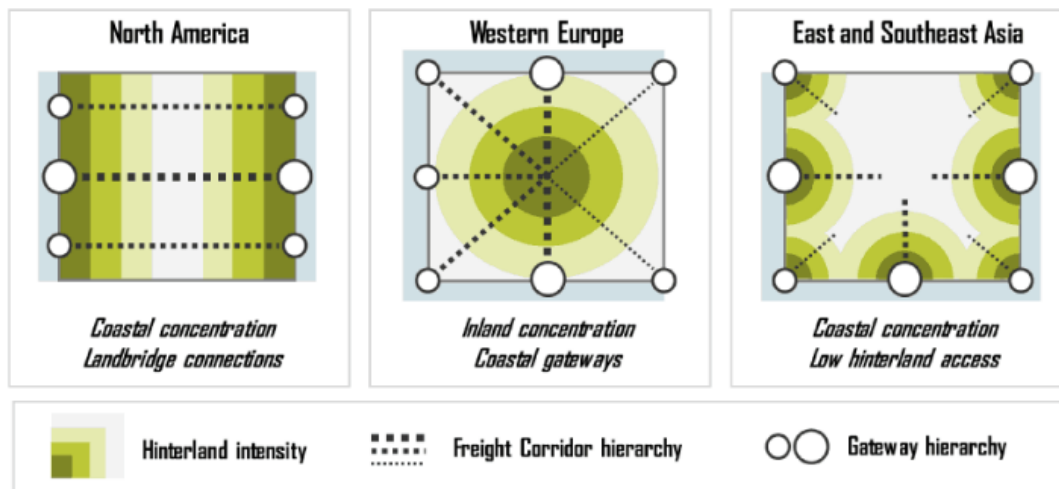 North America
Western Europe
East and Southeast Asia
Coastal concentration
Landbridge connections
Inland concentration
Coastal gateways
Coastal concentration
Low hinterland access
Hinterland intensity
Freight Corridor hierarchy
Gateway hierarchy